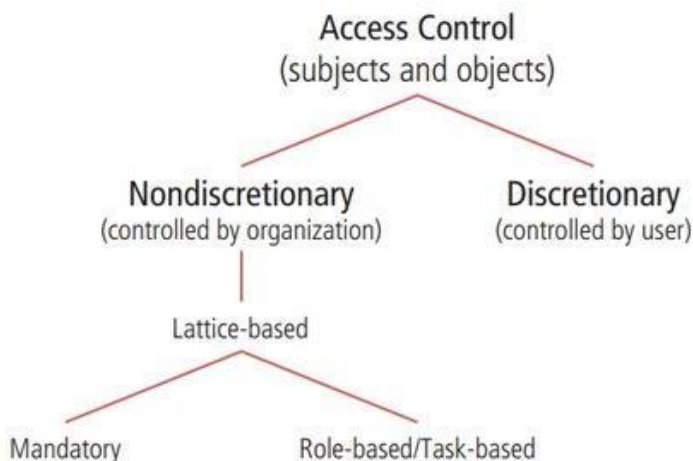 Access Control
(subjects and objects)
Nondiscretionary
(controlled by organization)
Discretionary
(controlled by user)
Lattice-based
Mandatory
Role-based/Task-based